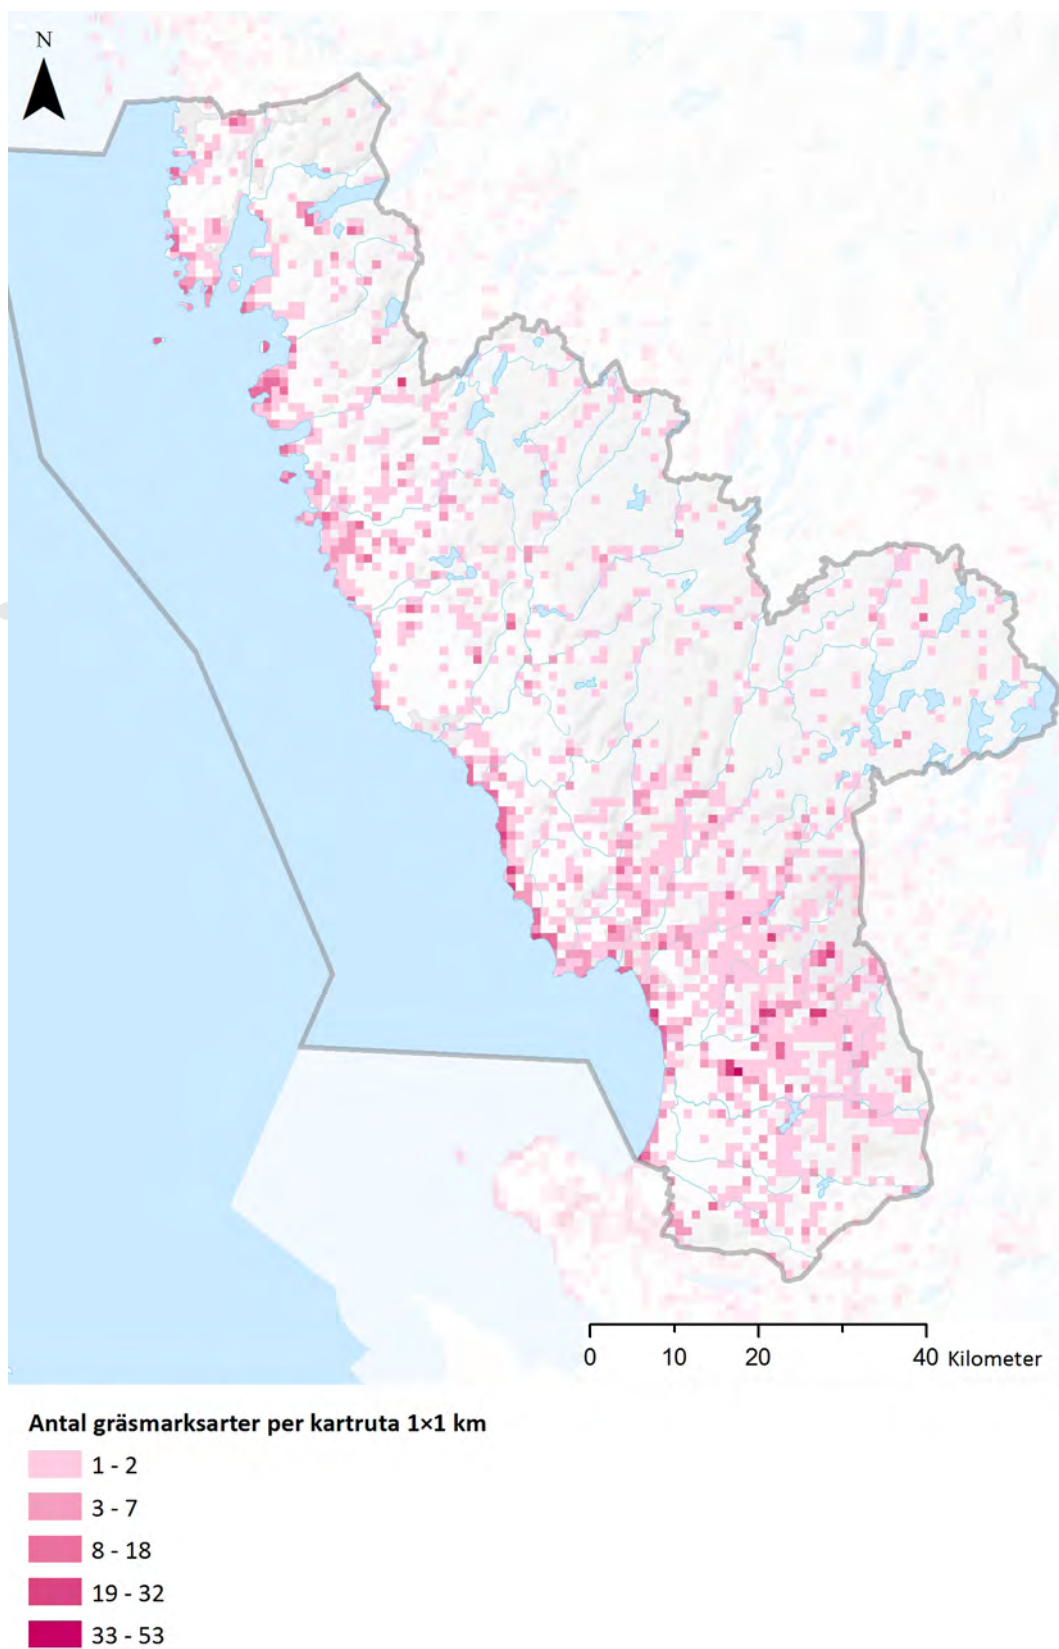 N
0 10 20 40 Kilometer
Antal gräsmarksarter per kartruta 1×1 km
1 - 2
3 - 7
8 - 18
19 - 32
33 - 53